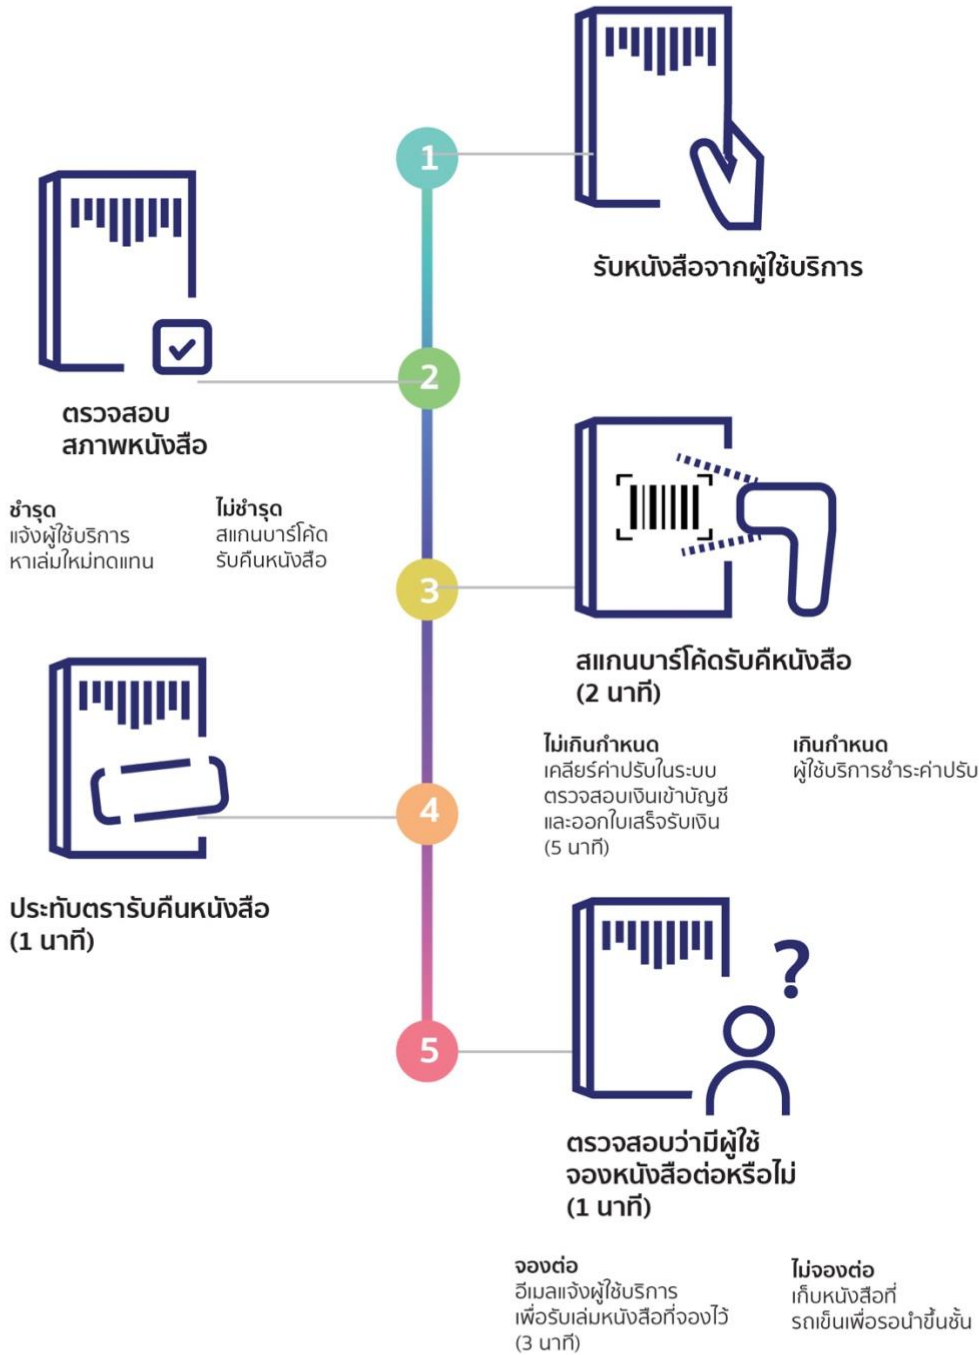 1
รับหนังสือจากผู้ใช้บริการ
2
ตรวจสอบ
สภาพหนังสือ
ชำรุด
แจ้งผู้ใช้บริการ
หาเล่มใหม่ทดแทน
ไม่ชำรุด
สแกนบาร์โค้ด
รับคืนหนังสือ
3
สแกนบาร์โค้ดรับคืหนังสือ
(2 นาที)
ไม่เกินกำหนด
เคลียร์ค่าปรับในระบบ
ตรวจสอบเงินเข้าบัญชี
และออกใบเสร็จรับเงิน
(5 นาที)
เกินกำหนด
ผู้ใช้บริการชำระค่าปรับ
4
ประทับตรารับคืนหนังสือ
(1 นาที)
5
?
ตรวจสอบว่ามีผู้ใช้
จองหนังสือต่อหรือไม่
(1 นาที)
จองต่อ
อีเมลแจ้งผู้ใช้บริการ
เพื่อรับเล่มหนังสือที่จองไว้
(3 นาที)
ไม่จองต่อ
เก็บหนังสือที่
รถเข็นเพื่อรอนำขึ้นชั้น